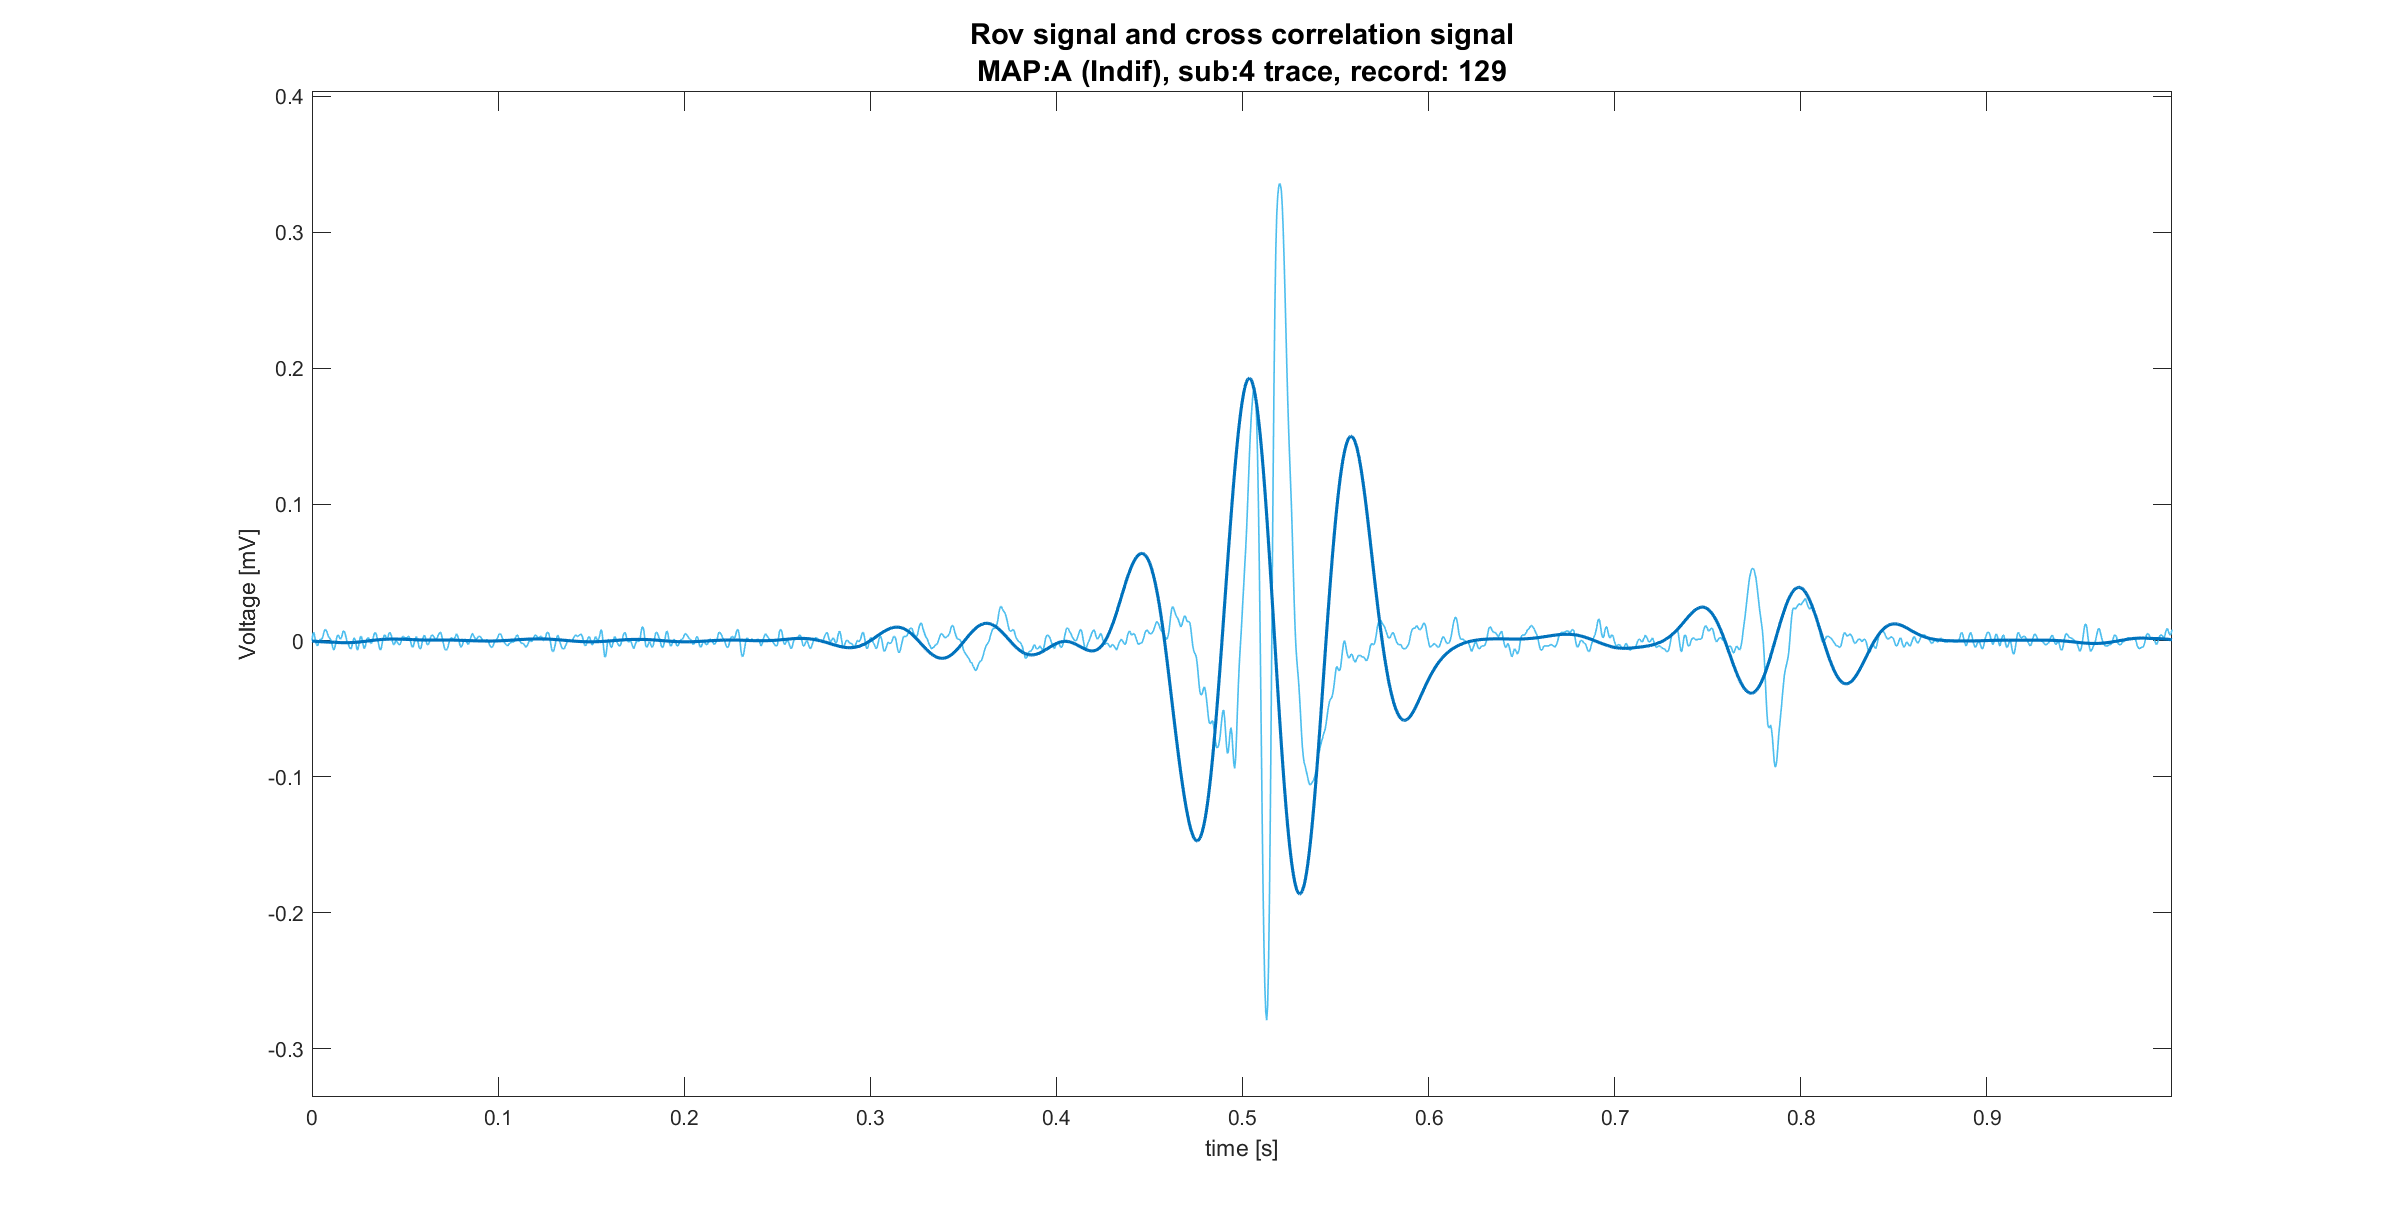 Rov signal and cross correlation signal
MAP:A (Indif), sub:4 trace, record: 129
0.4
0.3
0.2
0.1
0
-0.1
-0.2
-0.3
Voltage [mV]
0 0.1 0.2 0.3 0.4 0.5 0.6 0.7 0.8 0.9
time [s]